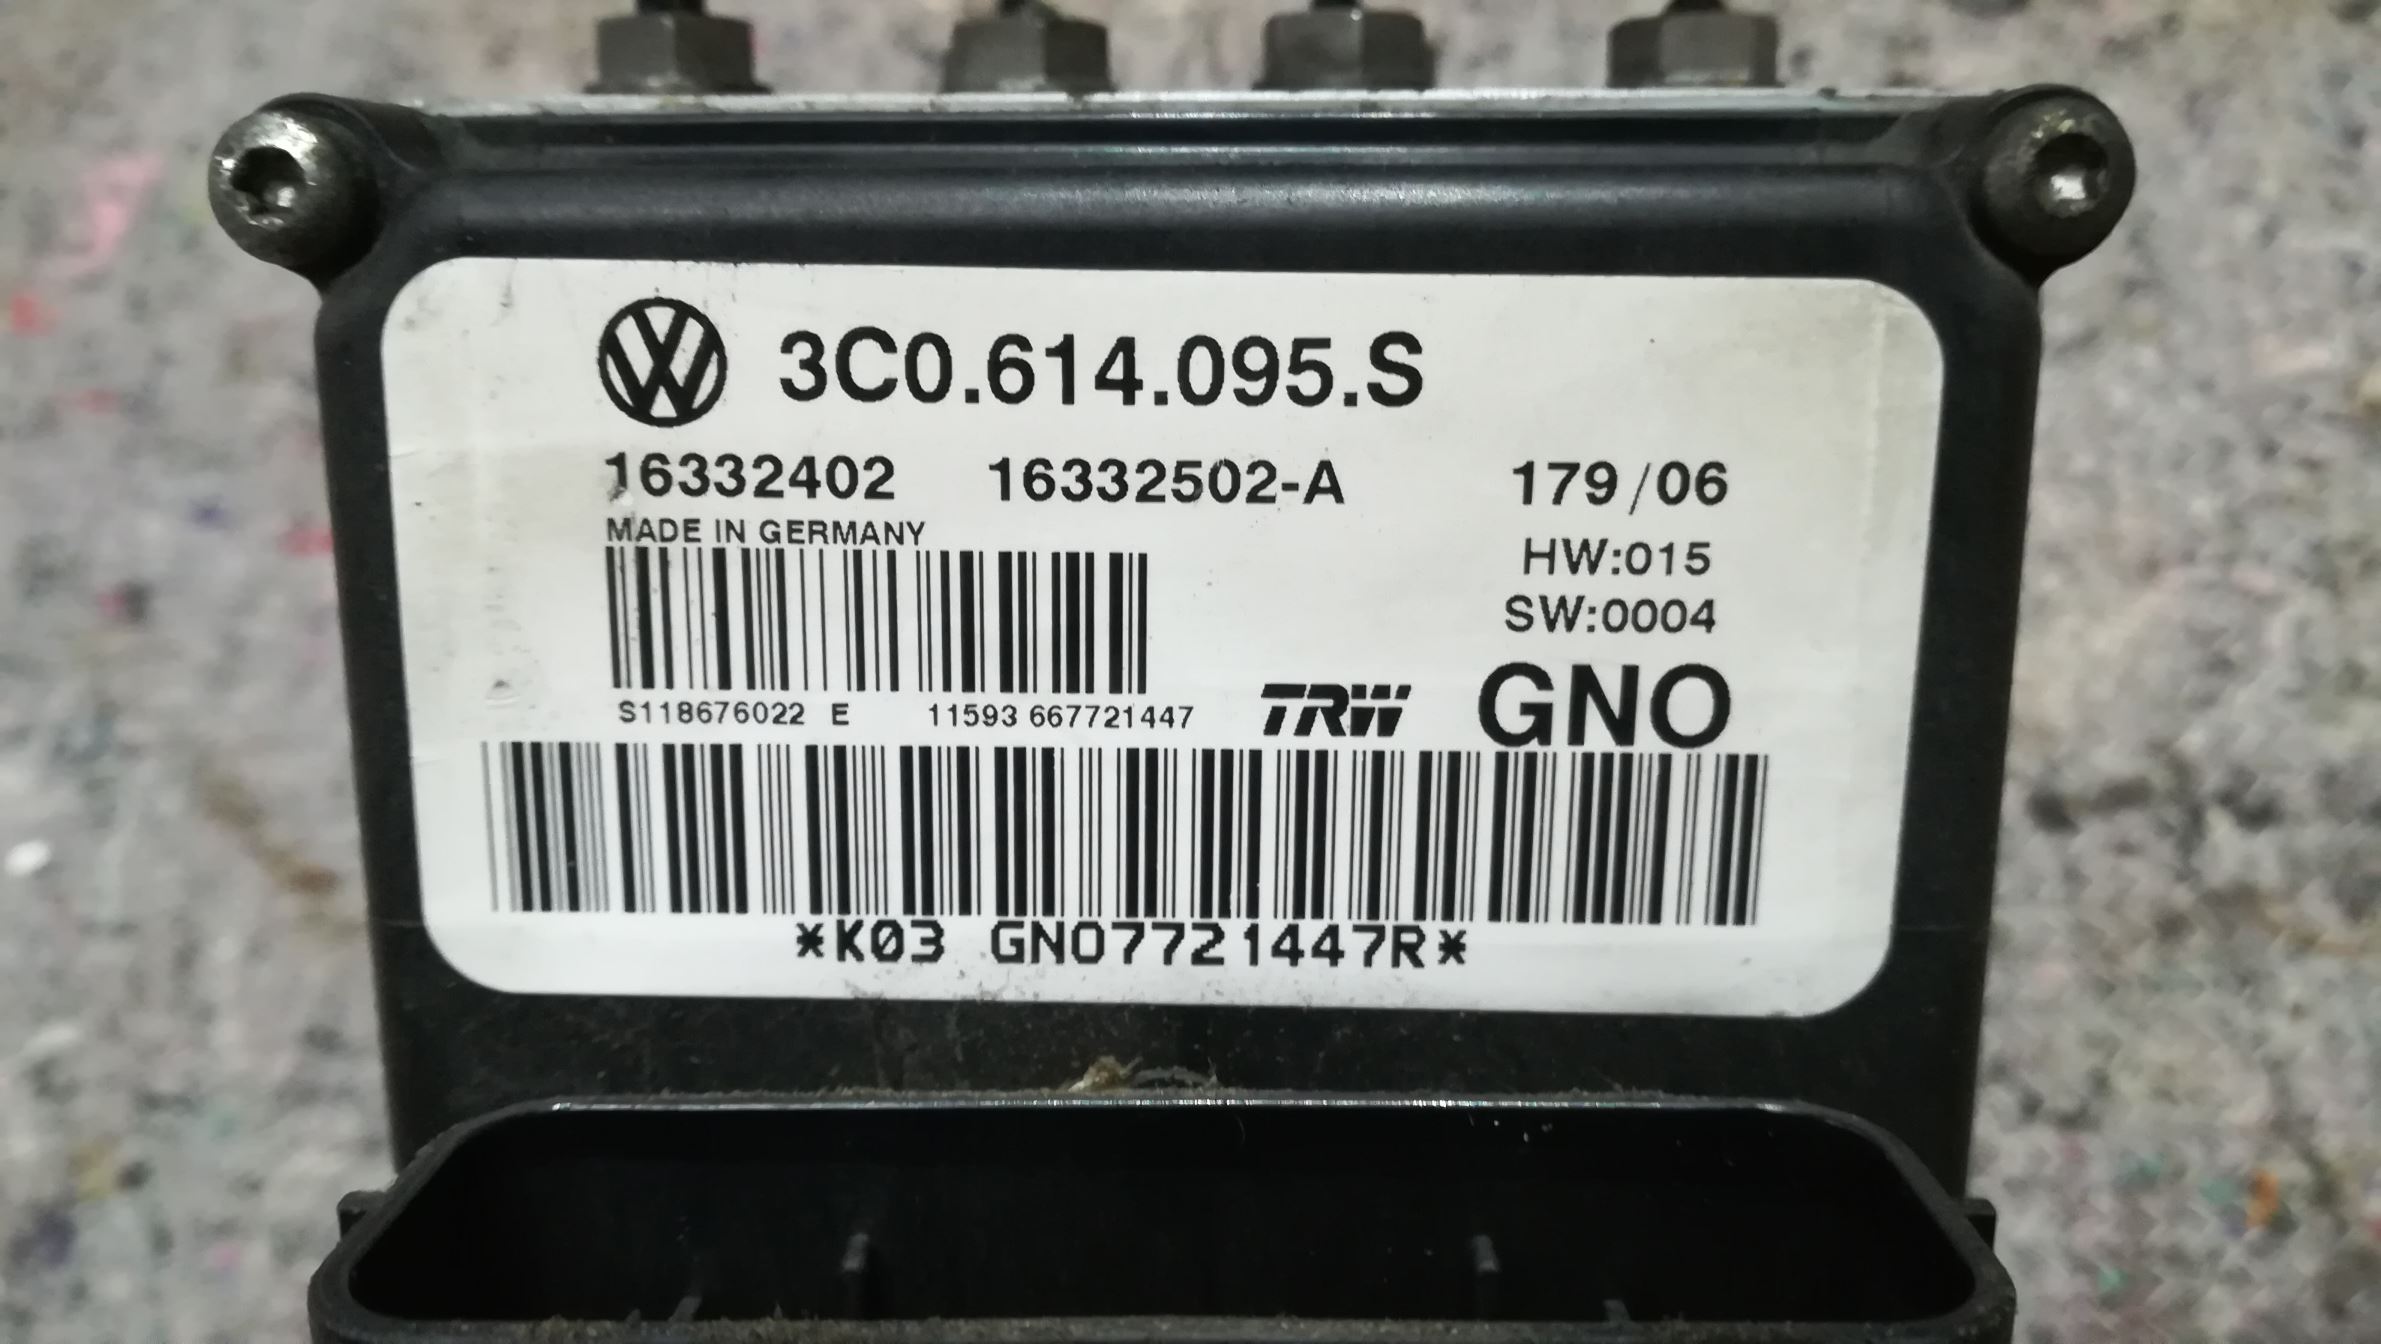 3C0.614.095.S
16332402 16332502-A 179/06
MADE IN GERMANY
HW:015
SW:0004
S118676022 E 11593 667721447 TRW GNO
*K03 GNO7721447R*